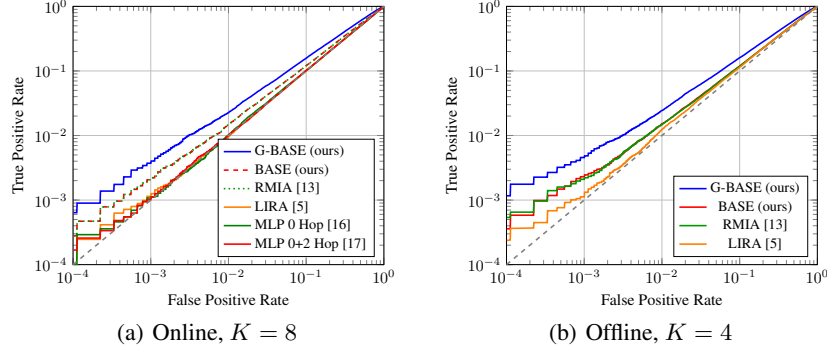 10^0
10^−1
10^−2
10^−3
10^−4
True Positive Rate
10^−4
10^−3
10^−2
10^−1
10^0
False Positive Rate
G-BASE (ours)
BASE (ours)
RMIA [13]
LIRA [5]
MLP 0 Hop [16]
MLP 0+2 Hop [17]
(a) Online, K = 8
10^0
10^−1
10^−2
10^−3
10^−4
True Positive Rate
10^−4
10^−3
10^−2
10^−1
10^0
False Positive Rate
G-BASE (ours)
BASE (ours)
RMIA [13]
LIRA [5]
(b) Offline, K = 4